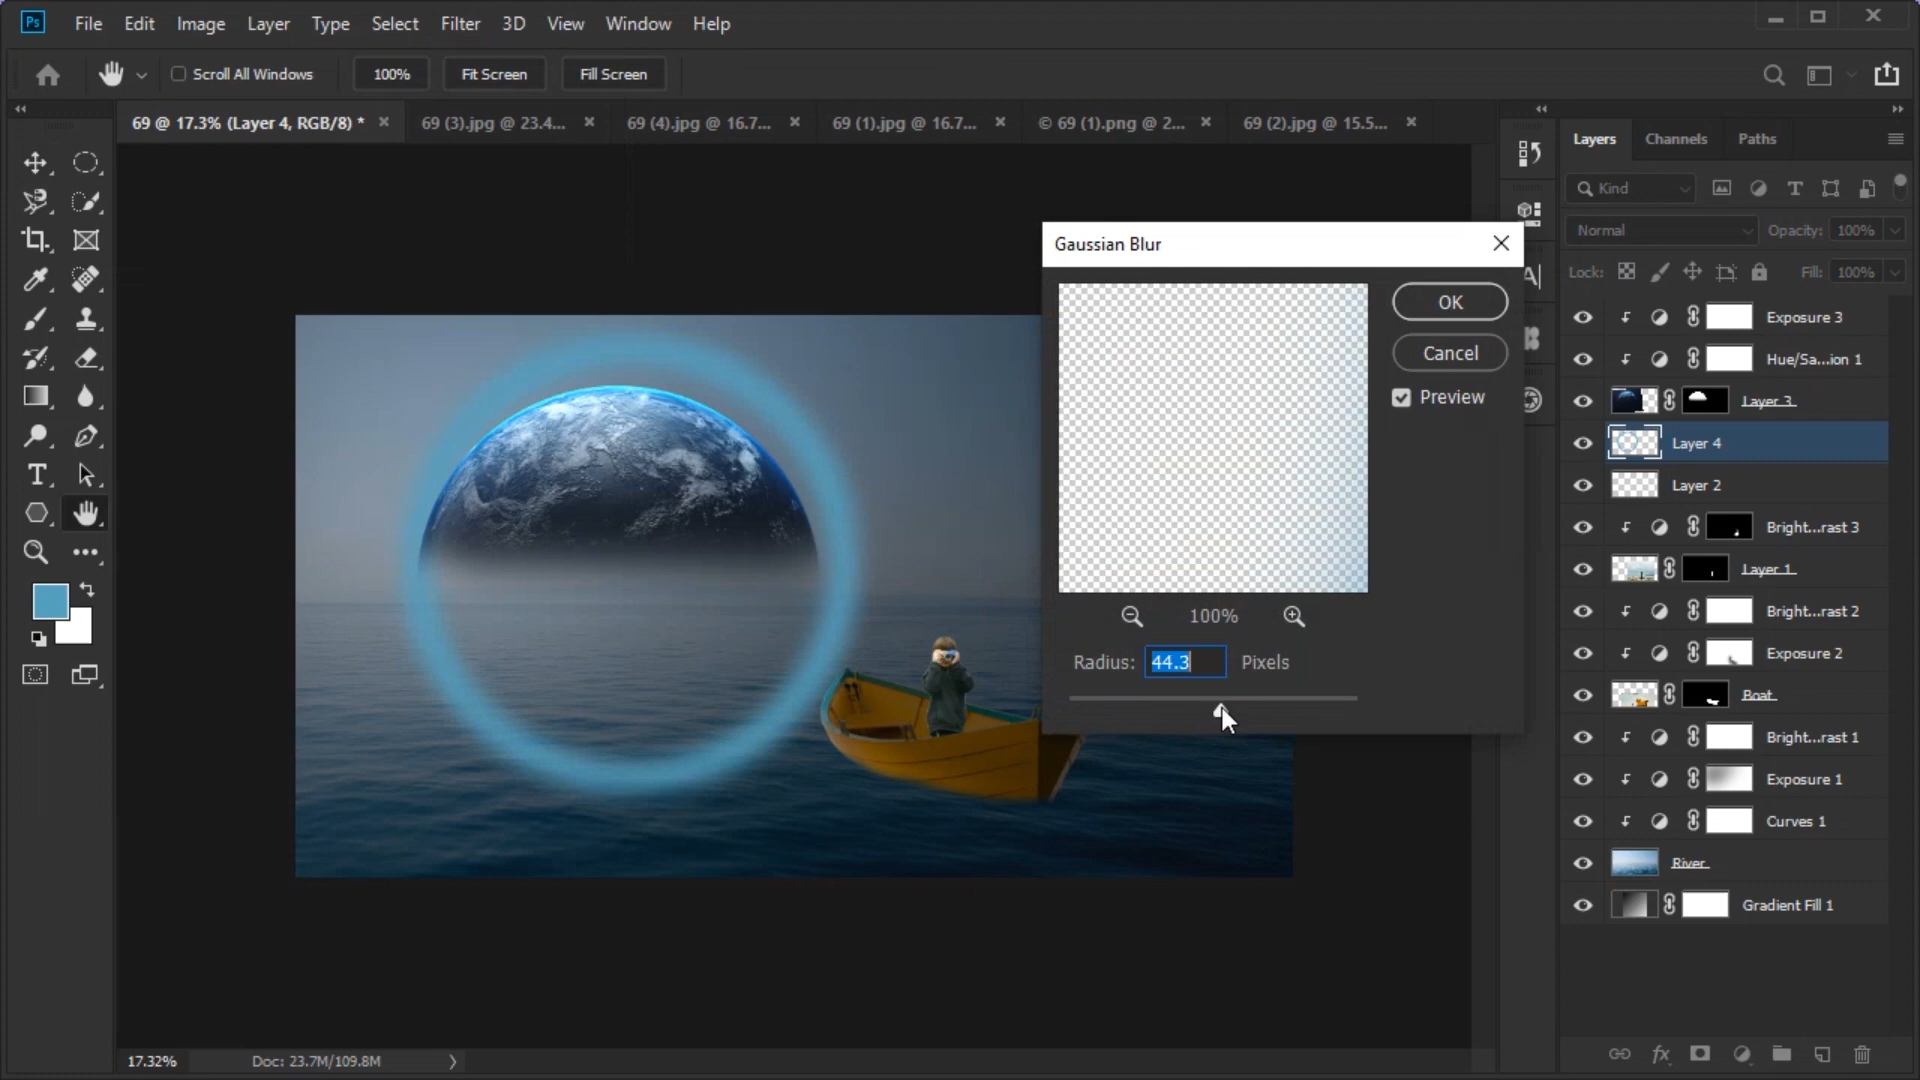 Ps File Edit Image Layer Type Select Filter 3D View Window Help
Scroll All Windows 100% Fit Screen Fill Screen
69 @ 17.3% (Layer 4, RGB/8) * 69 (3).jpg @ 23.4... 69 (4).jpg @ 16.7... 69 (1).jpg @ 16.7... © 69 (1).png @ 2... 69 (2).jpg @ 15.5...
Layers Channels Paths
Kind
Normal Opacity: 100%
Lock: Fill: 100%
Gaussian Blur
OK
Cancel
Preview
100%
Radius: 44.3 Pixels
Exposure 3
Hue/Sa...ion 1
Layer 3
Layer 4
Layer 2
Bright...rast 3
Layer 1
Bright...rast 2
Exposure 2
Boat
Bright...rast 1
Exposure 1
Curves 1
River
Gradient Fill 1
17.32% Doc: 23.7M/109.8M